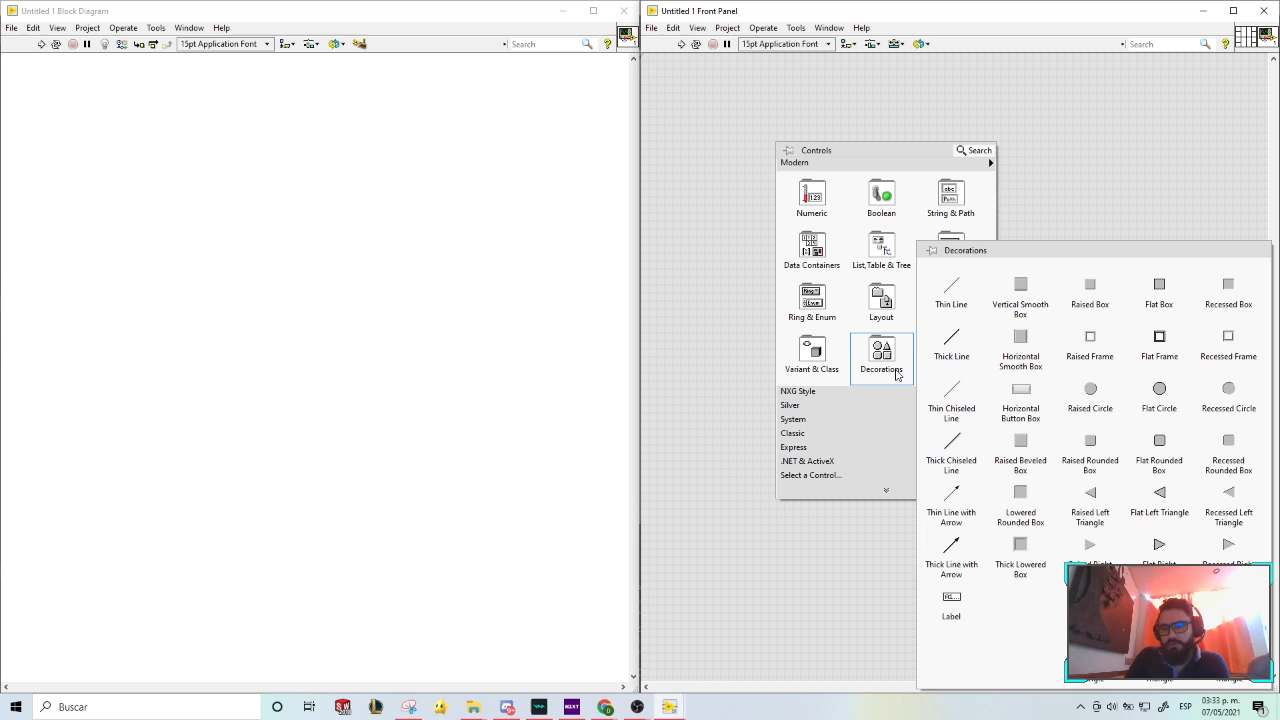 Untitled 1 Block Diagram
File Edit View Project Operate Tools Window Help
15pt Application Font
Search
Untitled 1 Front Panel
File Edit View Project Operate Tools Window Help
15pt Application Font
Search
Controls
Search
Modern
Numeric
Boolean
String & Path
Data Containers
List, Table & Tree
Ring & Enum
Layout
Variant & Class
Decorations
NXG Style
Silver
System
Classic
Express
.NET & ActiveX
Select a Control...
Decorations
Thin Line
Vertical Smooth Box
Raised Box
Flat Box
Recessed Box
Thick Line
Horizontal Smooth Box
Raised Frame
Flat Frame
Recessed Frame
Thin Chiseled Line
Horizontal Button Box
Raised Circle
Flat Circle
Recessed Circle
Thick Chiseled Line
Raised Beveled Box
Raised Rounded Box
Flat Rounded Box
Recessed Rounded Box
Thin Line with Arrow
Lowered Rounded Box
Raised Left Triangle
Flat Left Triangle
Recessed Left Triangle
Thick Line with Arrow
Thick Lowered Box
Label
Buscar
ESP
03:33 p. m.
07/05/2021